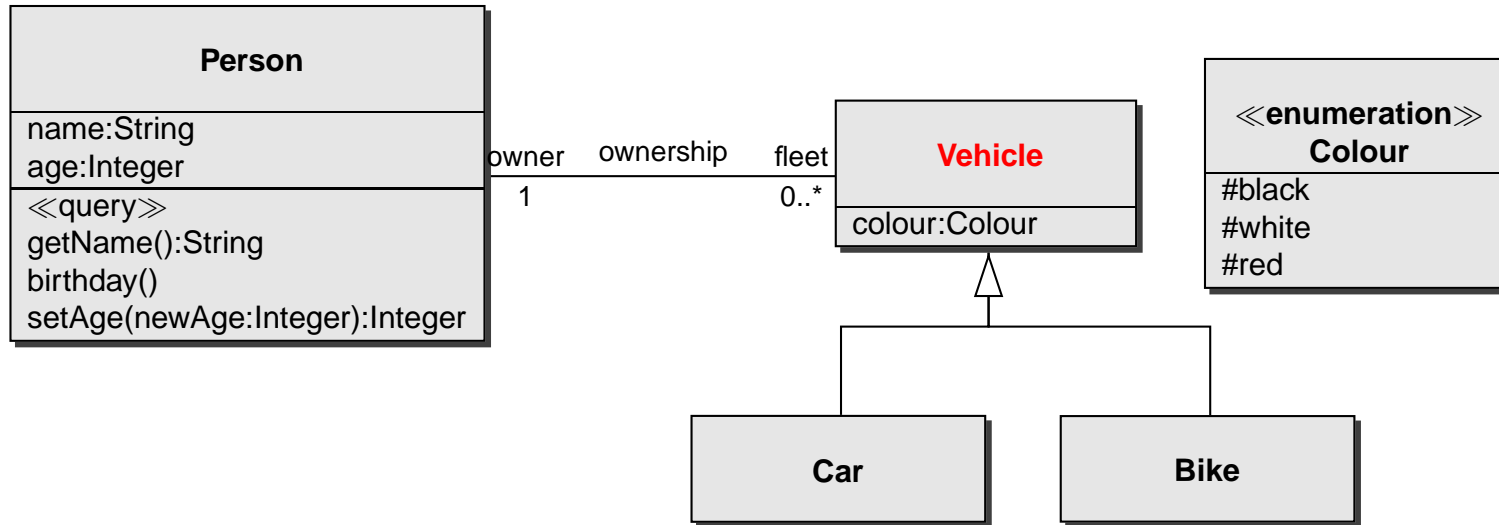 Person
name:String
age:Integer
≪query≫
getName():String
birthday()
setAge(newAge:Integer):Integer
owner
ownership
fleet
1
0..*
Vehicle
colour:Colour
≪enumeration≫
Colour
#black
#white
#red
Car
Bike